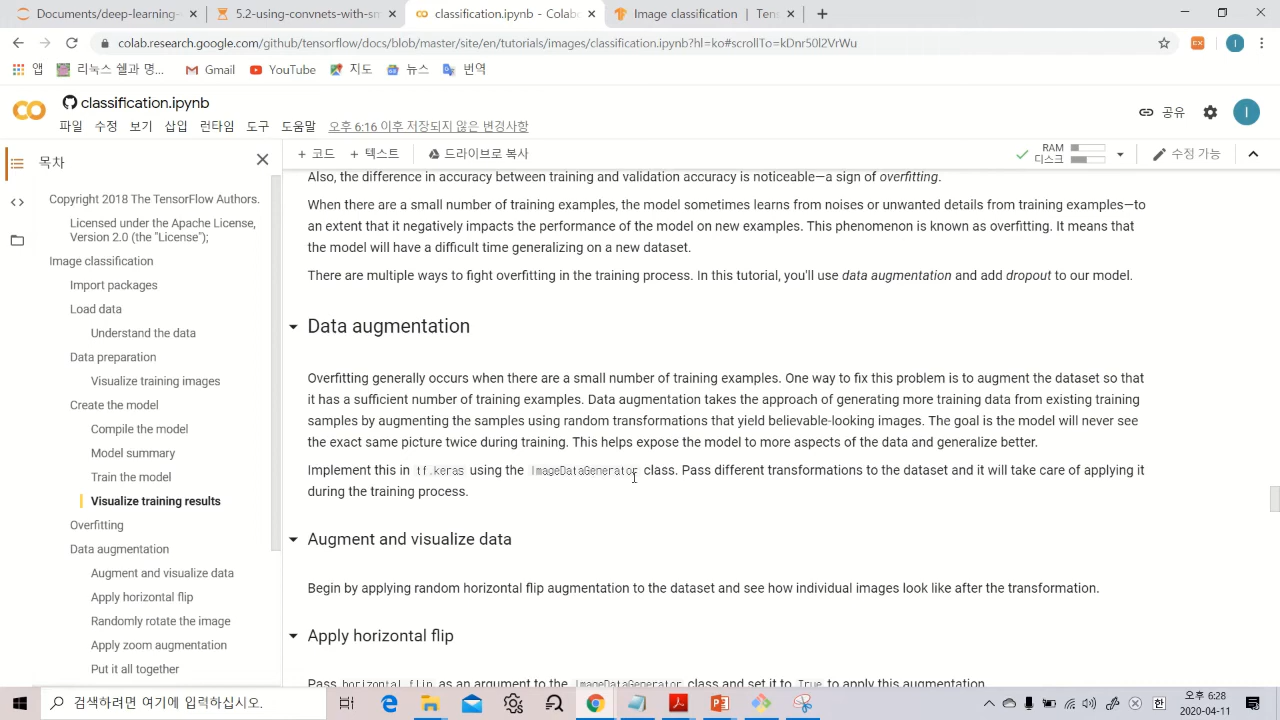 Downloads/
5.2-using-convnets-with-s
classification.ipynb - Colab
Image classification | Tens
colab.research.google.com/github/tensorflow/docs/blob/master/site/en/tutorials/images/classification.ipynb?hl=ko#scrollTo=kDnr50l2VrWu
앱
리눅스 쉘과 명...
Gmail
YouTube
지도
뉴스
번역
classification.ipynb
파일 수정 보기 삽입 런타임 도구 도움말 오후 6:16 이후 저장되지 않은 변경사항
공유
I
목차
+ 코드 + 텍스트 드라이브로 복사
RAM
디스크
수정 가능
Copyright 2018 The TensorFlow Authors.
Licensed under the Apache License,
Version 2.0 (the "License");
Image classification
Import packages
Load data
Understand the data
Data preparation
Visualize training images
Create the model
Compile the model
Model summary
Train the model
Visualize training results
Overfitting
Data augmentation
Augment and visualize data
Apply horizontal flip
Randomly rotate the image
Apply zoom augmentation
Put it all together
Also, the difference in accuracy between training and validation accuracy is noticeable—a sign of overfitting.
When there are a small number of training examples, the model sometimes learns from noises or unwanted details from training examples—to
an extent that it negatively impacts the performance of the model on new examples. This phenomenon is known as overfitting. It means that
the model will have a difficult time generalizing on a new dataset.
There are multiple ways to fight overfitting in the training process. In this tutorial, you'll use data augmentation and add dropout to our model.
Data augmentation
Overfitting generally occurs when there are a small number of training examples. One way to fix this problem is to augment the dataset so that
it has a sufficient number of training examples. Data augmentation takes the approach of generating more training data from existing training
samples by augmenting the samples using random transformations that yield believable-looking images. The goal is the model will never see
the exact same picture twice during training. This helps expose the model to more aspects of the data and generalize better.
Implement this in tf.keras using the ImageDataGenerator class. Pass different transformations to the dataset and it will take care of applying it
during the training process.
Augment and visualize data
Begin by applying random horizontal flip augmentation to the dataset and see how individual images look like after the transformation.
Apply horizontal flip
Pass horizontal_flip as an argument to the ImageDataGenerator class and set it to True to apply this augmentation.
검색하려면 여기에 입력하십시오.
한
오후 6:28
2020-04-11